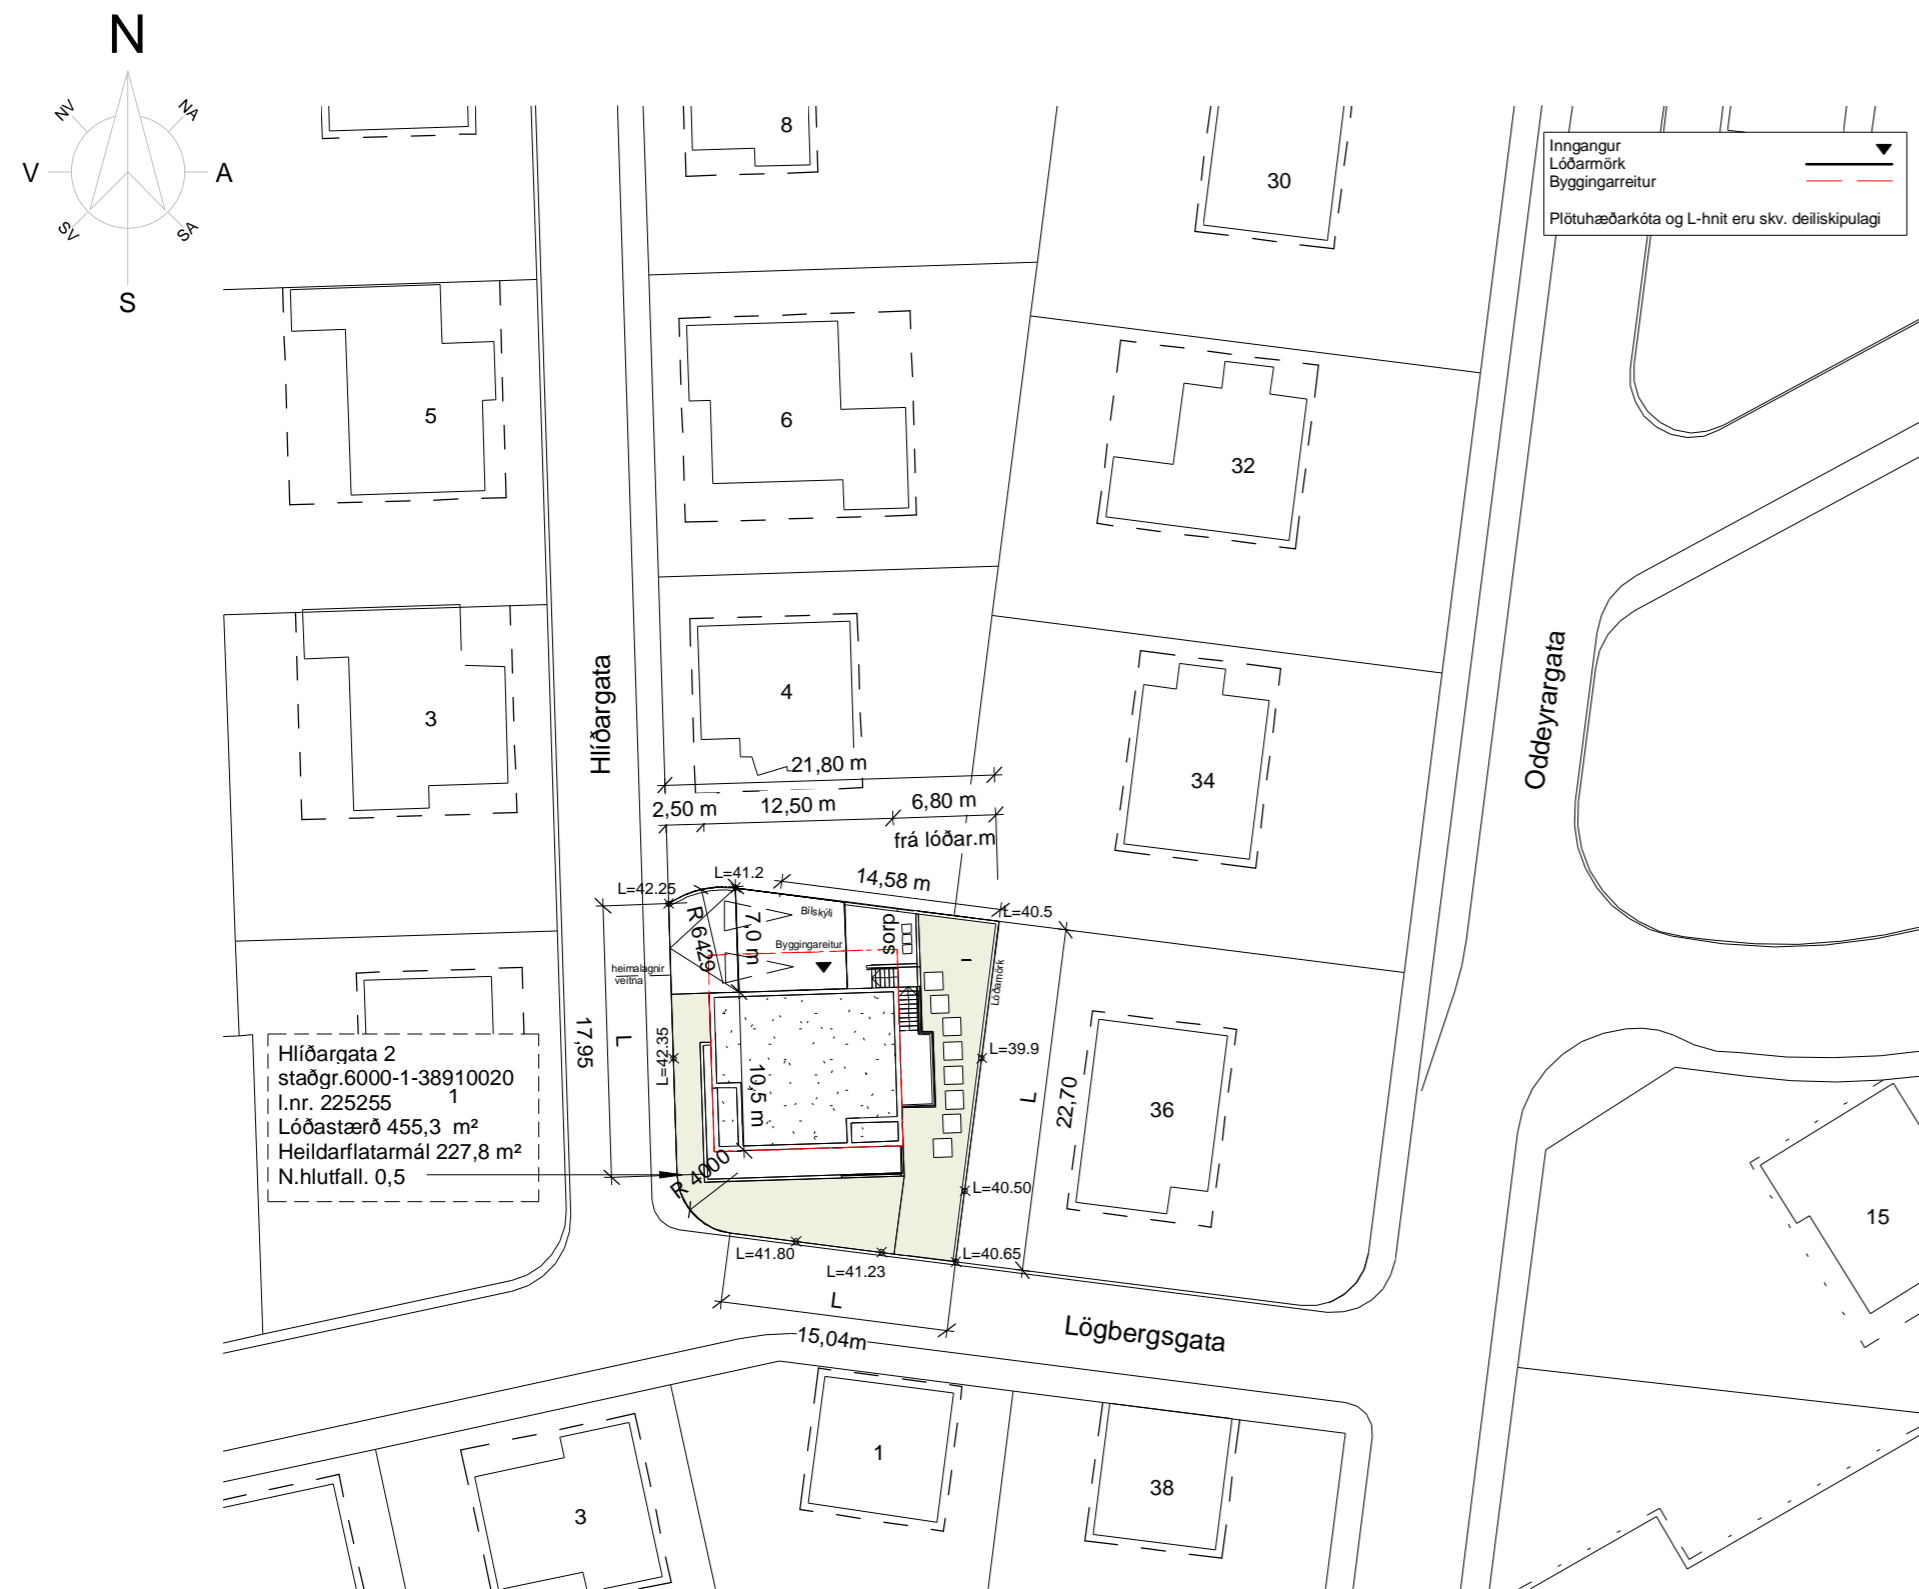 N
NV
NA
V
A
SV
SA
S
Inngangur
Lóðarmörk
Byggingarreitur
Plötuhæðarkóta og L-hnit eru skv. deiliskipulagi
8
30
5
6
32
3
4
34
Hlíðargata
Oddeyrargata
21,80 m
2,50 m
12,50 m
6,80 m
frá lóðar.m
L=42.25
L=41.2
14,58 m
L=40.5
R 6429
7,0 m
Bílskýli
sorp
Byggingareitur
heimalagnir
veitna
Lóðamörk
17,95
L
L=42.35
10,5 m
L=39.9
L
22,70
36
Hlíðargata 2
staðgr.6000-1-38910020
1
l.nr. 225255
Lóðastærð 455,3 m²
Heildarflatarmál 227,8 m²
N.hlutfall. 0,5
R 4000
L=40.50
L=41.80
L=41.23
L=40.65
L
15,04m
Lögbergsgata
15
1
38
3